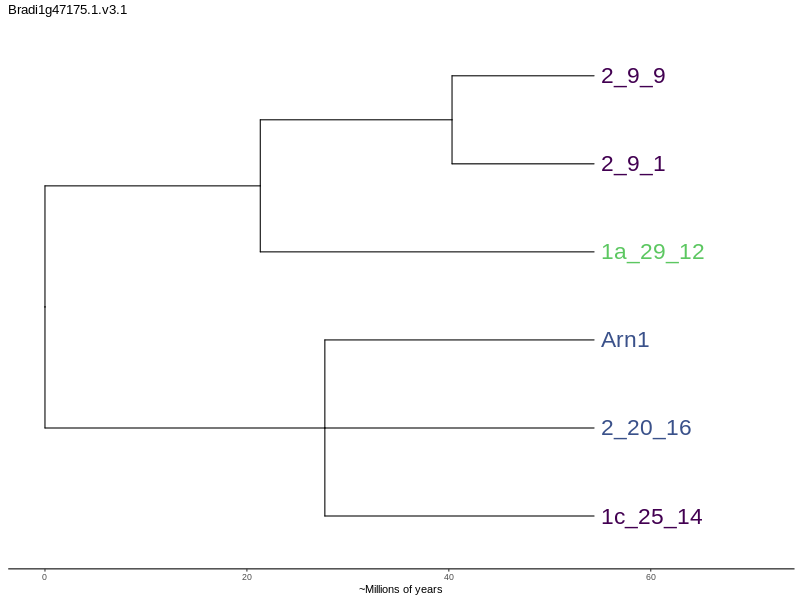 Bradi1g47175.1.v3.1
2_9_9
2_9_1
1a_29_12
Arn1
2_20_16
1c_25_14
0 20 40 60
~Millions of years